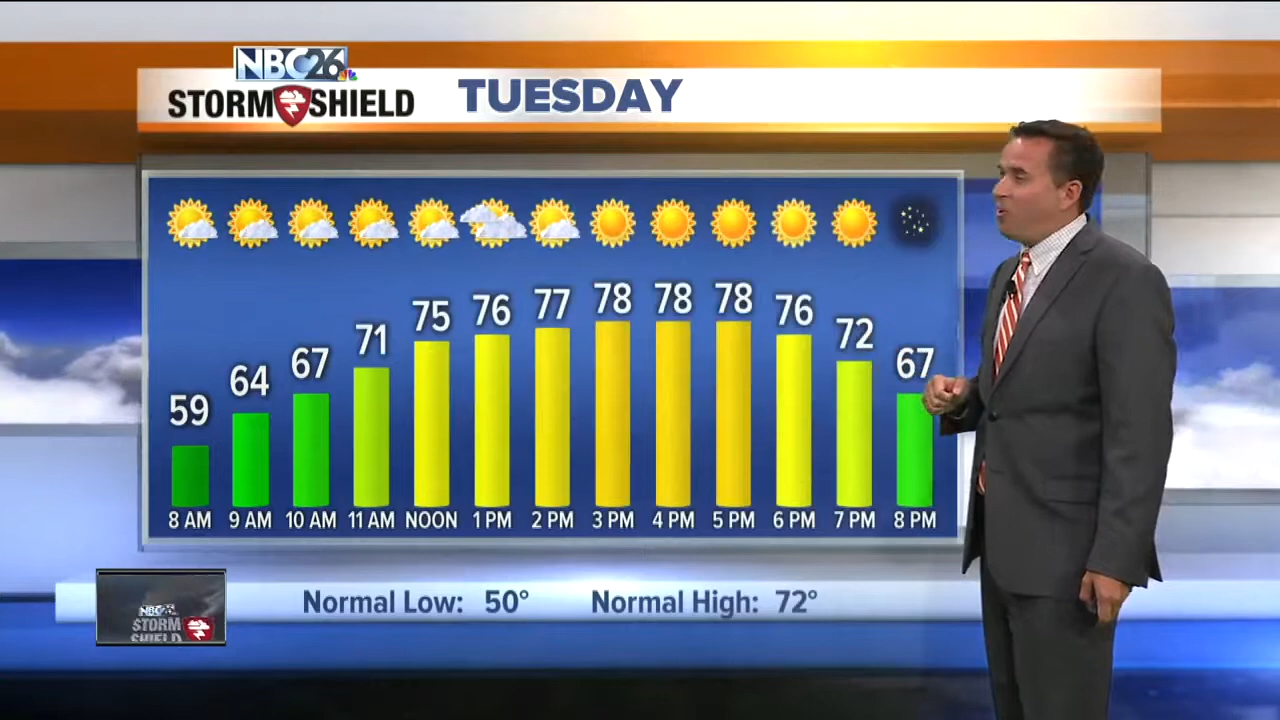 NBC26
STORM SHIELD
TUESDAY
59 64 67 71 75 76 77 78 78 78 76 72 67
8 AM 9 AM 10 AM 11 AM NOON 1 PM 2 PM 3 PM 4 PM 5 PM 6 PM 7 PM 8 PM
Normal Low: 50° Normal High: 72°
NBC26
STORM
SHIELD